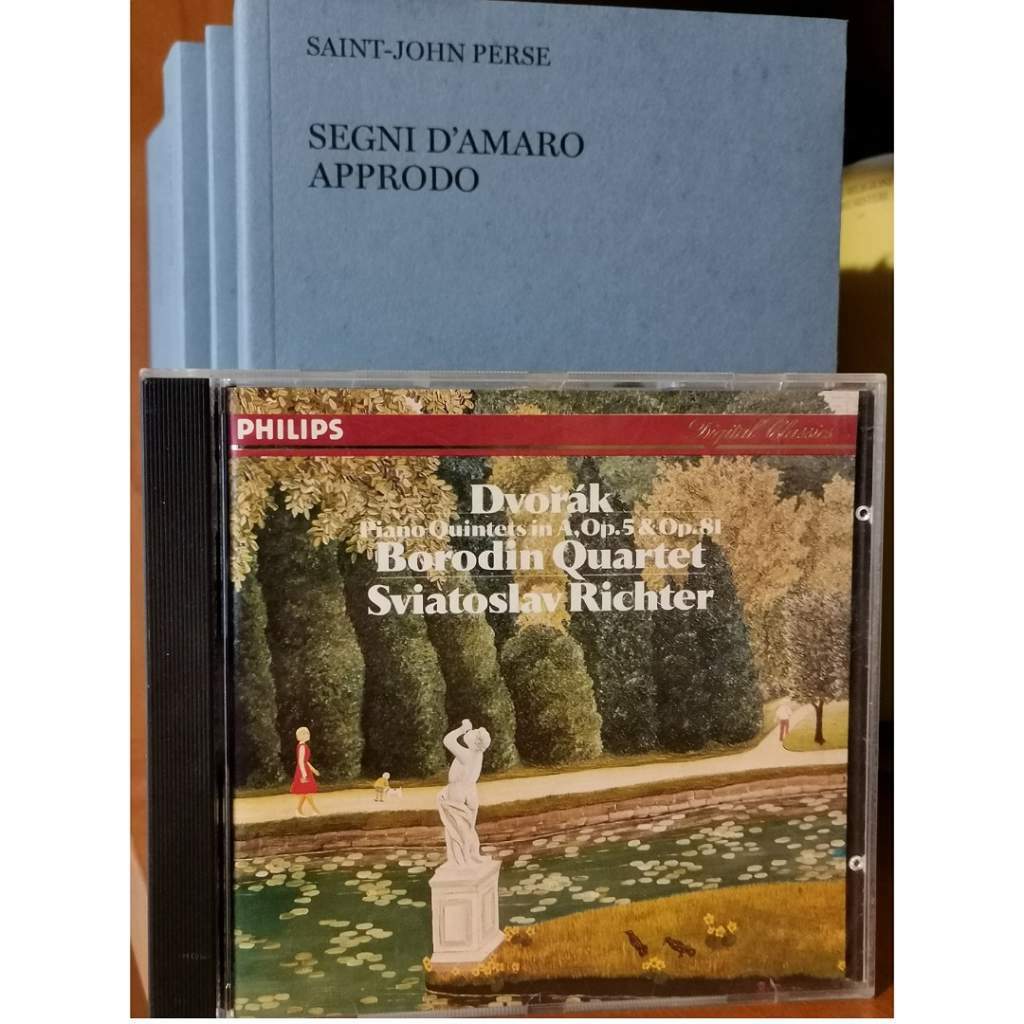 SAINT-JOHN PERSE
SEGNI D'AMARO
APPRODO
PHILIPS
Digital Classics
Dvořák
Piano Quintets in A, Op. 5 & Op. 81
Borodin Quartet
Sviatoslav Richter